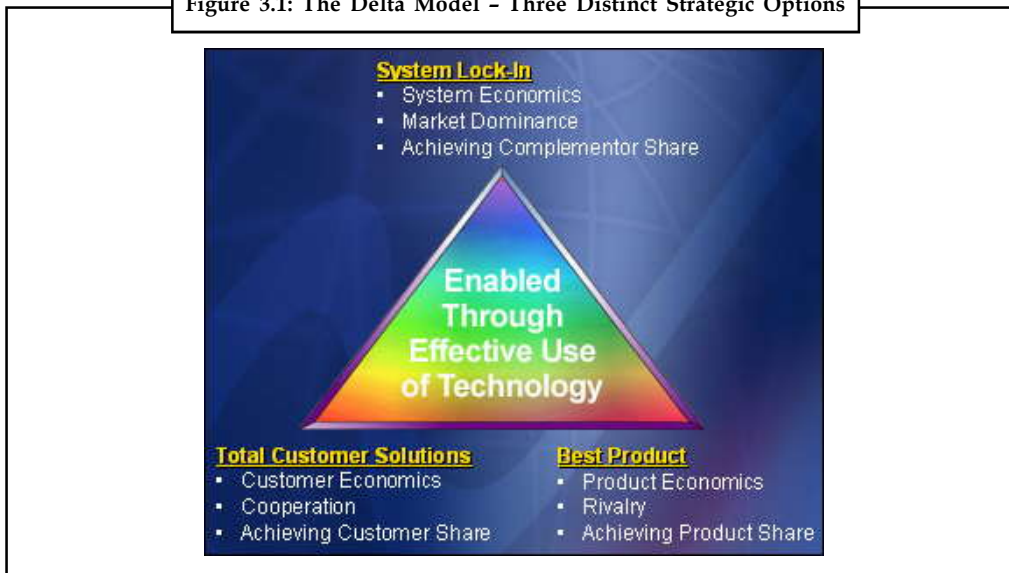 Figure 3.1: The Delta Model – Three Distinct Strategic Options
System Lock-In
▪ System Economics
▪ Market Dominance
▪ Achieving Complementor Share
Enabled
Through
Effective Use
of Technology
Total Customer Solutions
▪ Customer Economics
▪ Cooperation
▪ Achieving Customer Share
Best Product
▪ Product Economics
▪ Rivalry
▪ Achieving Product Share